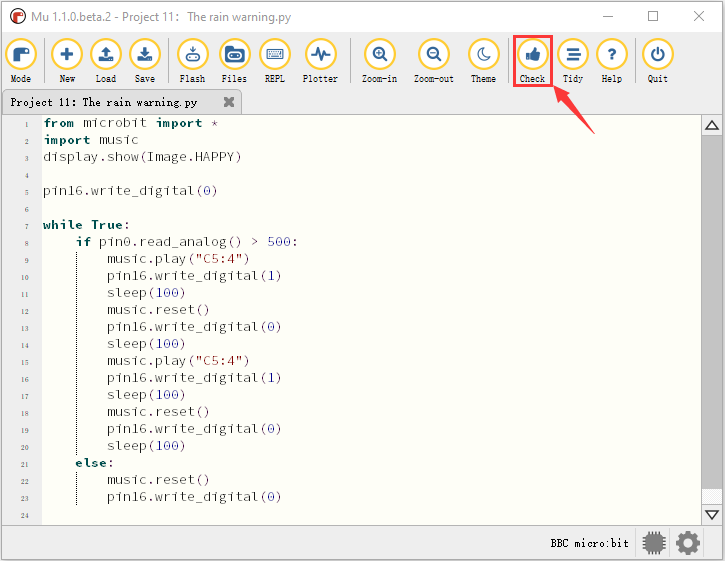 Mu 1.1.0.beta.2 - Project 11：The rain warning.py
Mode New Load Save Flash Files REPL Plotter Zoom-in Zoom-out Theme Check Tidy Help Quit
Project 11：The rain warning.py
1 from microbit import *
2 import music
3 display.show(Image.HAPPY)
4
5 pin16.write_digital(0)
6
7 while True:
8 if pin0.read_analog() > 500:
9 music.play("C5:4")
10 pin16.write_digital(1)
11 sleep(100)
12 music.reset()
13 pin16.write_digital(0)
14 sleep(100)
15 music.play("C5:4")
16 pin16.write_digital(1)
17 sleep(100)
18 music.reset()
19 pin16.write_digital(0)
20 sleep(100)
21 else:
22 music.reset()
23 pin16.write_digital(0)
24
BBC micro:bit